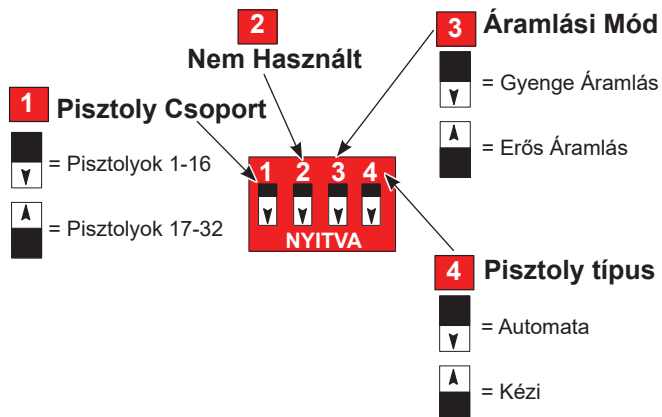 1 Pisztoly Csoport
= Pisztolyok 1-16
= Pisztolyok 17-32
2
Nem Használt
3 Áramlási Mód
= Gyenge Áramlás
= Erős Áramlás
1 2 3 4
NYITVA
4 Pisztoly típus
= Automata
= Kézi